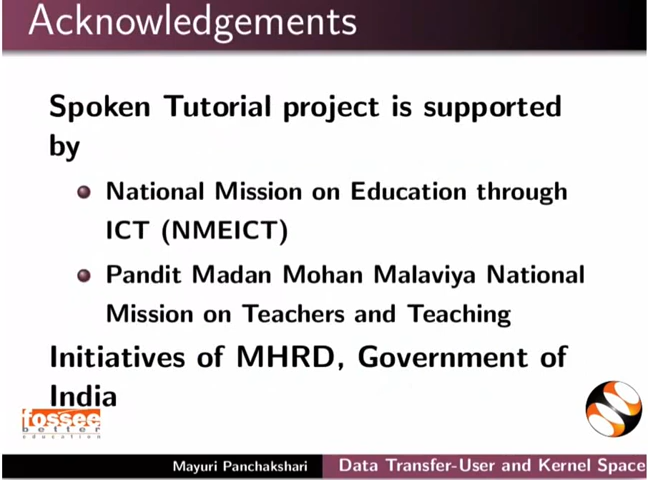 Acknowledgements
Spoken Tutorial project is supported
by
National Mission on Education through
ICT (NMEICT)
Pandit Madan Mohan Malaviya National
Mission on Teachers and Teaching
Initiatives of MHRD, Government of
India
fossee
better
education
Mayuri Panchakshari Data Transfer-User and Kernel Space